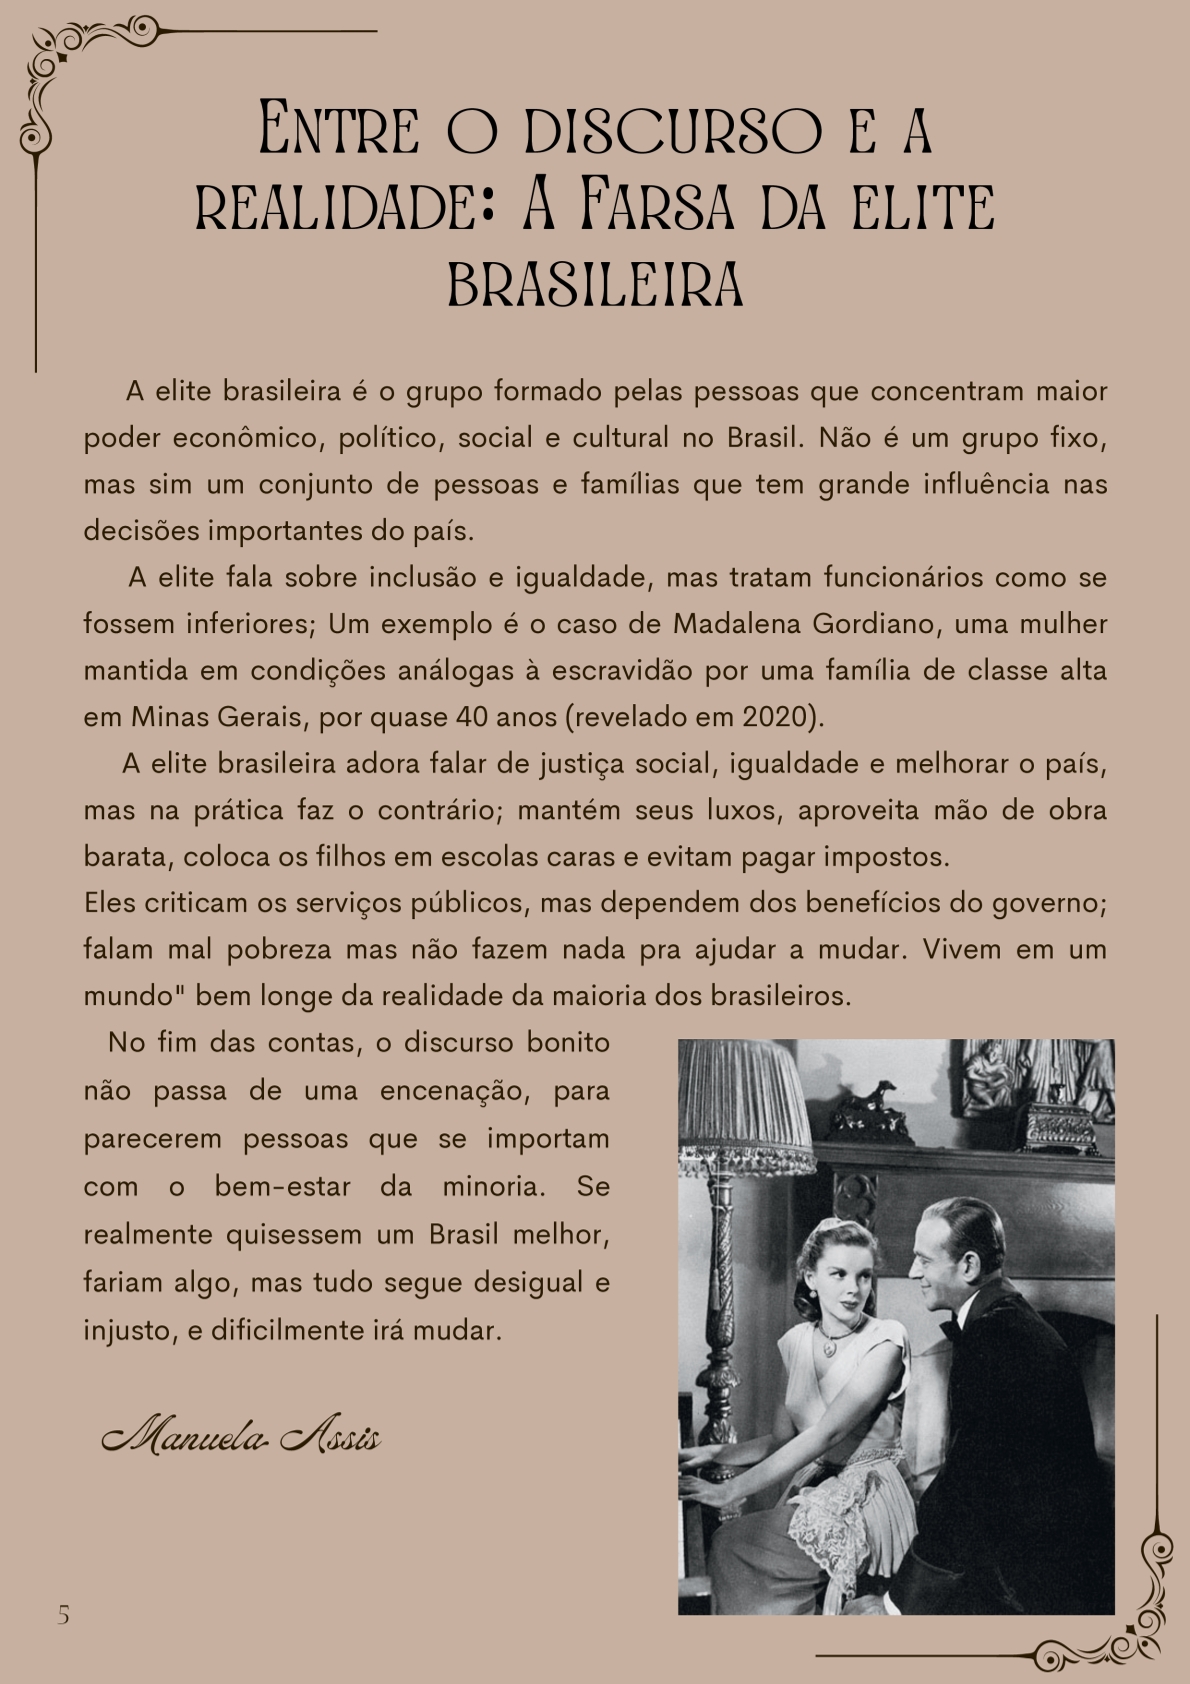 Entre o discurso e a
realidade: A Farsa da elite
brasileira
A elite brasileira é o grupo formado pelas pessoas que concentram maior
poder econômico, político, social e cultural no Brasil. Não é um grupo fixo,
mas sim um conjunto de pessoas e famílias que tem grande influência nas
decisões importantes do país.
A elite fala sobre inclusão e igualdade, mas tratam funcionários como se
fossem inferiores; Um exemplo é o caso de Madalena Gordiano, uma mulher
mantida em condições análogas à escravidão por uma família de classe alta
em Minas Gerais, por quase 40 anos (revelado em 2020).
A elite brasileira adora falar de justiça social, igualdade e melhorar o país,
mas na prática faz o contrário; mantém seus luxos, aproveita mão de obra
barata, coloca os filhos em escolas caras e evitam pagar impostos.
Eles criticam os serviços públicos, mas dependem dos benefícios do governo;
falam mal pobreza mas não fazem nada pra ajudar a mudar. Vivem em um
mundo" bem longe da realidade da maioria dos brasileiros.
No fim das contas, o discurso bonito
não passa de uma encenação, para
parecerem pessoas que se importam
com o bem-estar da minoria. Se
realmente quisessem um Brasil melhor,
fariam algo, mas tudo segue desigual e
injusto, e dificilmente irá mudar.
Manuela Assis
5